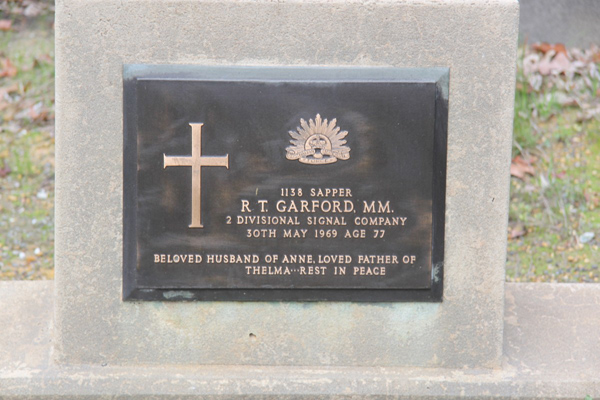 1138 SAPPER
R. T. GARFORD, MM.
2 DIVISIONAL SIGNAL COMPANY
30TH MAY 1969 AGE 77
BELOVED HUSBAND OF ANNE, LOVED FATHER OF
THELMA···REST IN PEACE